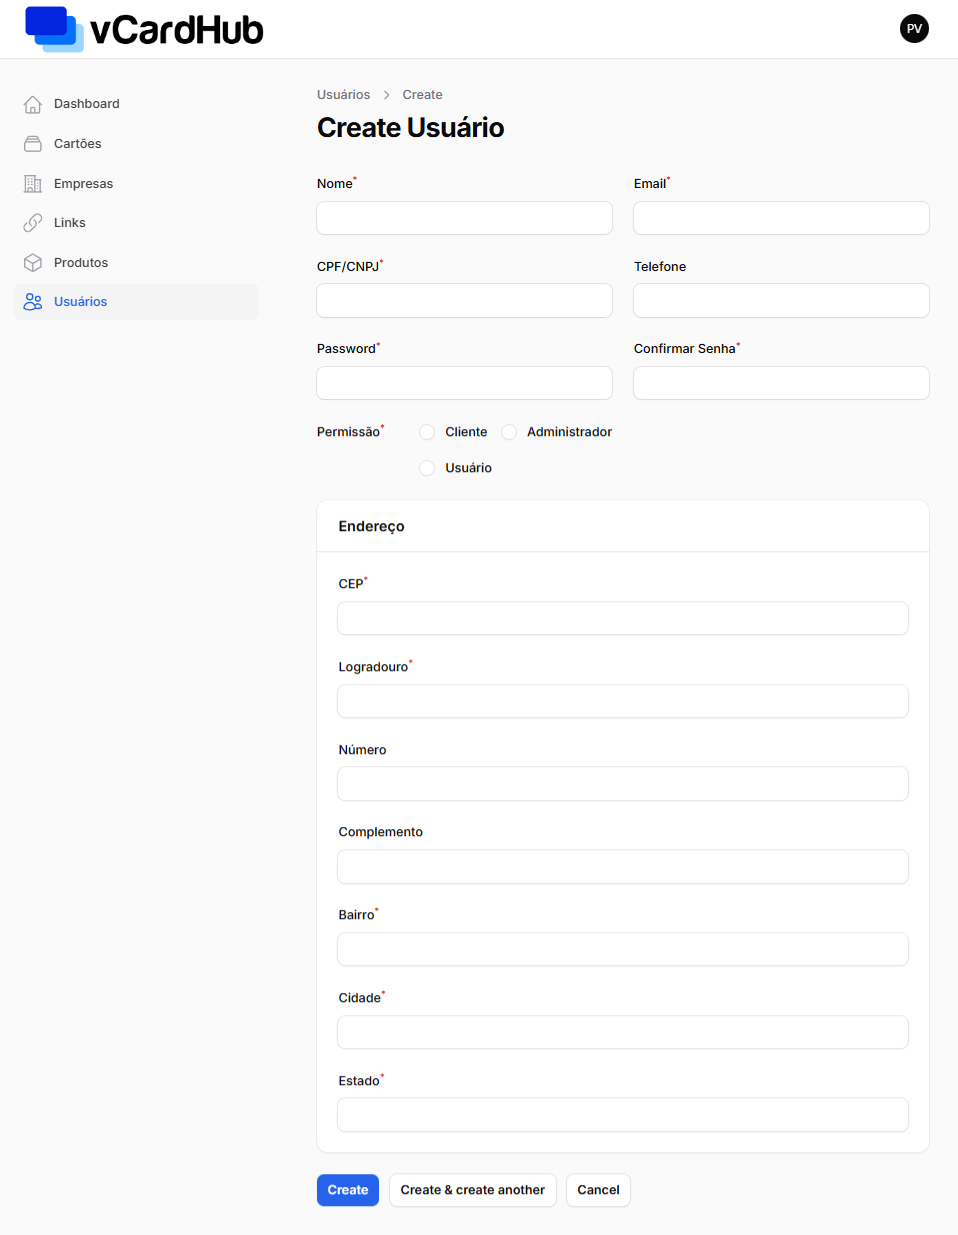 vCardHub
PV
Dashboard
Cartões
Empresas
Links
Produtos
Usuários
Usuários > Create
Create Usuário
Nome* Email*
CPF/CNPJ* Telefone
Password* Confirmar Senha*
Permissão* Cliente Administrador
Usuário
Endereço
CEP*
Logradouro*
Número
Complemento
Bairro*
Cidade*
Estado*
Create Create & create another Cancel